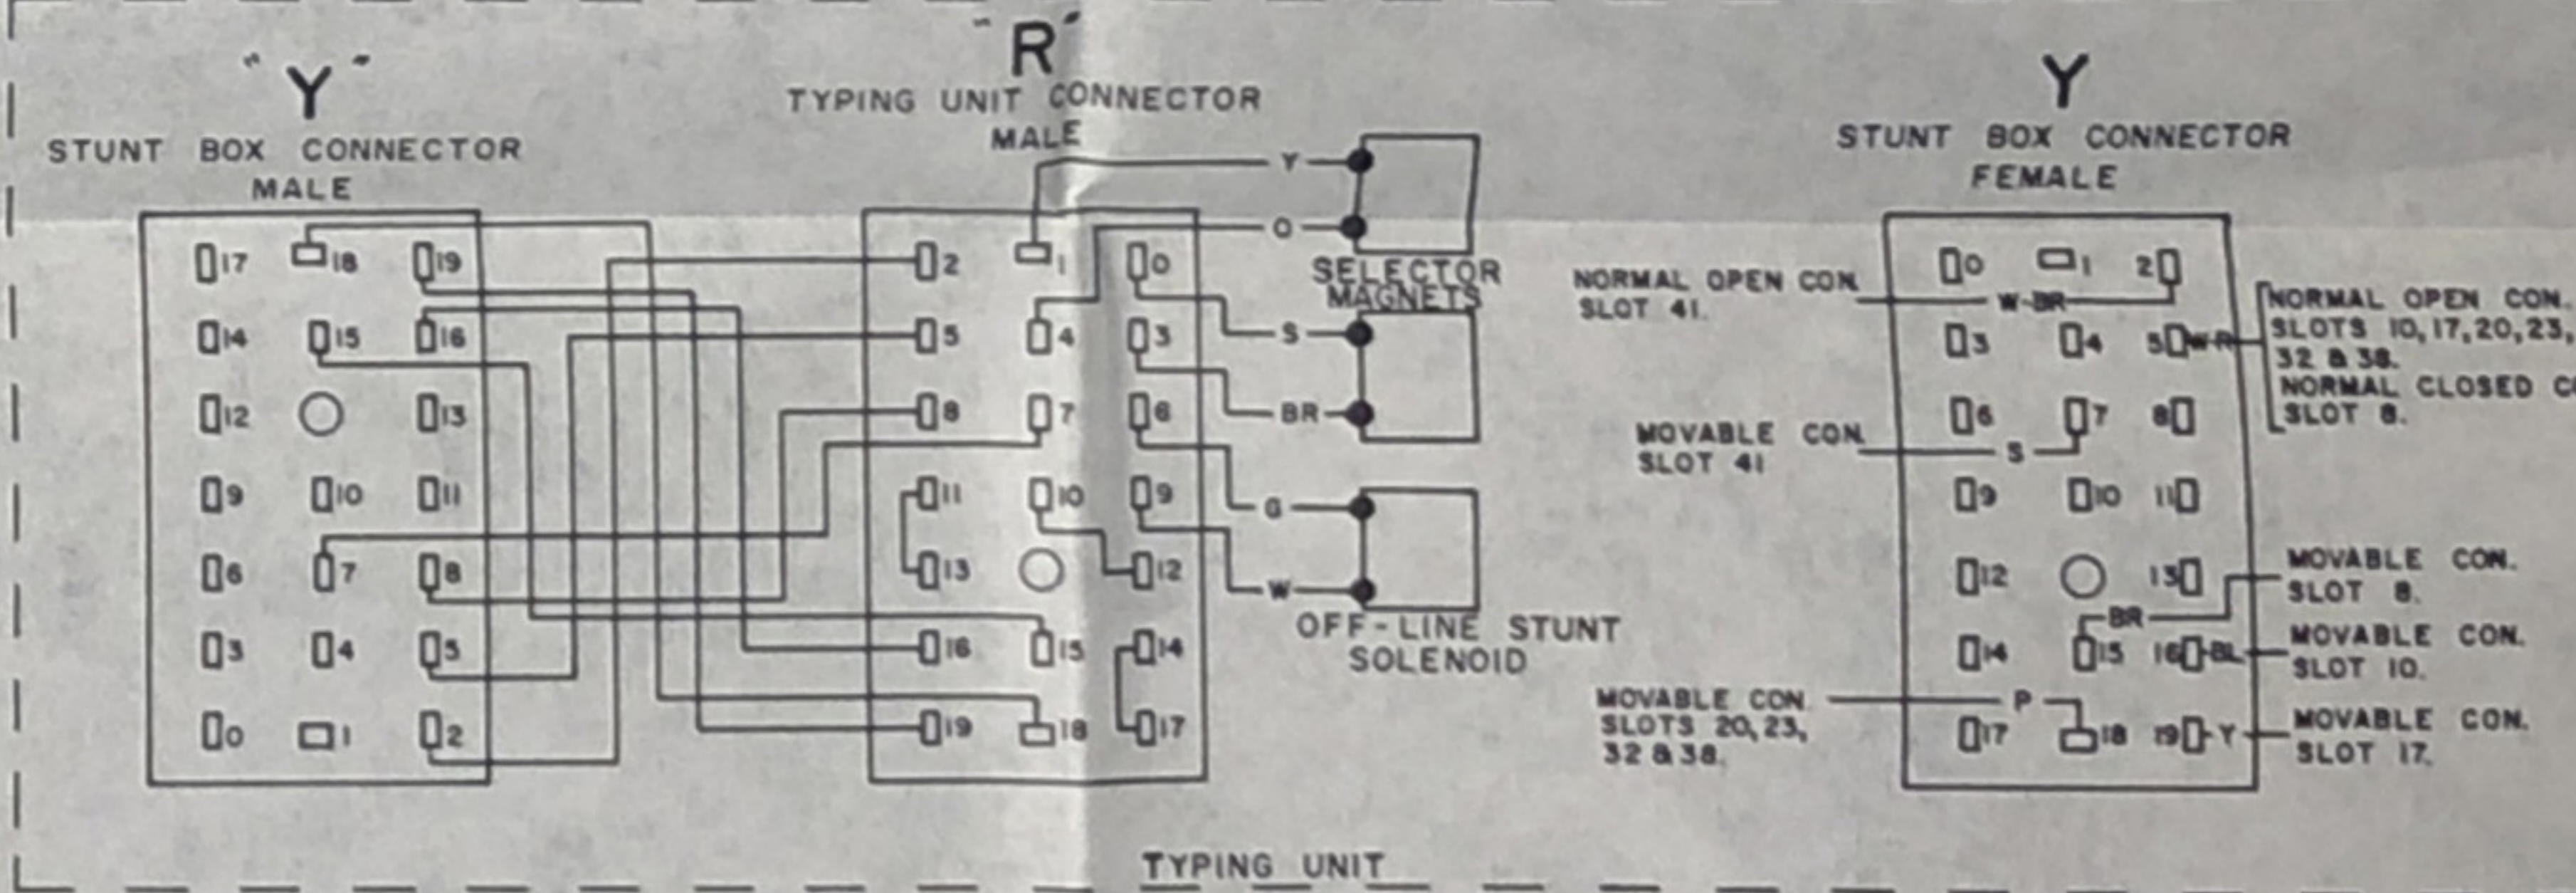 "Y"
STUNT BOX CONNECTOR
MALE
17 18 19
14 15 16
12 13
9 10 11
6 7 8
3 4 5
0 1 2
"R"
TYPING UNIT CONNECTOR
MALE
2 1 0
5 4 3
8 7 6
11 10 9
13 12
16 15 14
19 18 17
Y
O
SELECTOR
MAGNETS
S
BR
G
W
OFF-LINE STUNT
SOLENOID
Y
STUNT BOX CONNECTOR
FEMALE
NORMAL OPEN CON.
SLOT 41.
W-BR
MOVABLE CON.
SLOT 41
S
MOVABLE CON.
SLOTS 20, 23,
32 & 38.
P
0 1 2
3 4 5
6 7 8
9 10 11
12 13
14 15 16
17 18 19
W-R
NORMAL OPEN CON.
SLOTS 10, 17, 20, 23,
32 & 38.
NORMAL CLOSED
SLOT 8.
BR
MOVABLE CON.
SLOT 8.
BL
MOVABLE CON.
SLOT 10.
Y
MOVABLE CON.
SLOT 17.
TYPING UNIT